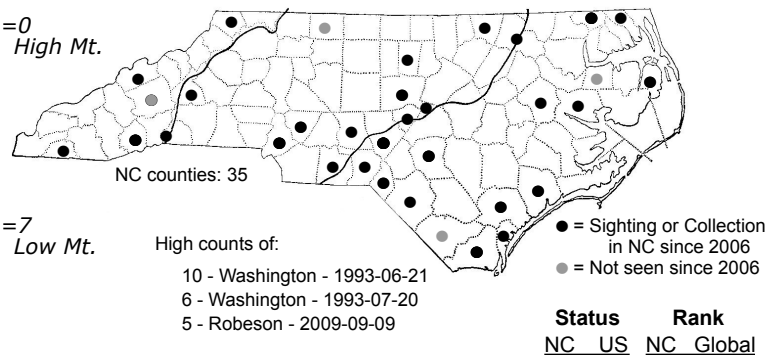 =0
High Mt.
NC counties: 35
=7
Low Mt.
High counts of:
10 - Washington - 1993-06-21
6 - Washington - 1993-07-20
5 - Robeson - 2009-09-09
= Sighting or Collection
in NC since 2006
= Not seen since 2006
Status Rank
NC US NC Global